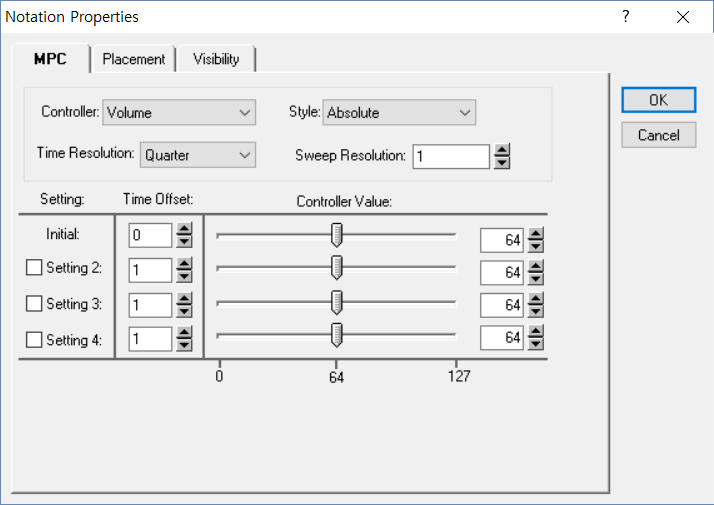 Notation Properties ?
MPC Placement Visibility
Controller: Volume Style: Absolute
Time Resolution: Quarter Sweep Resolution: 1
OK
Cancel
Setting: Time Offset: Controller Value:
Initial: 0 64
Setting 2: 1 64
Setting 3: 1 64
Setting 4: 1 64
0 64 127